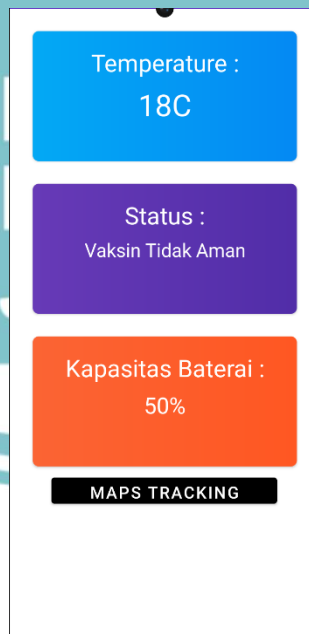 Temperature :
18C
Status :
Vaksin Tidak Aman
Kapasitas Baterai :
50%
MAPS TRACKING